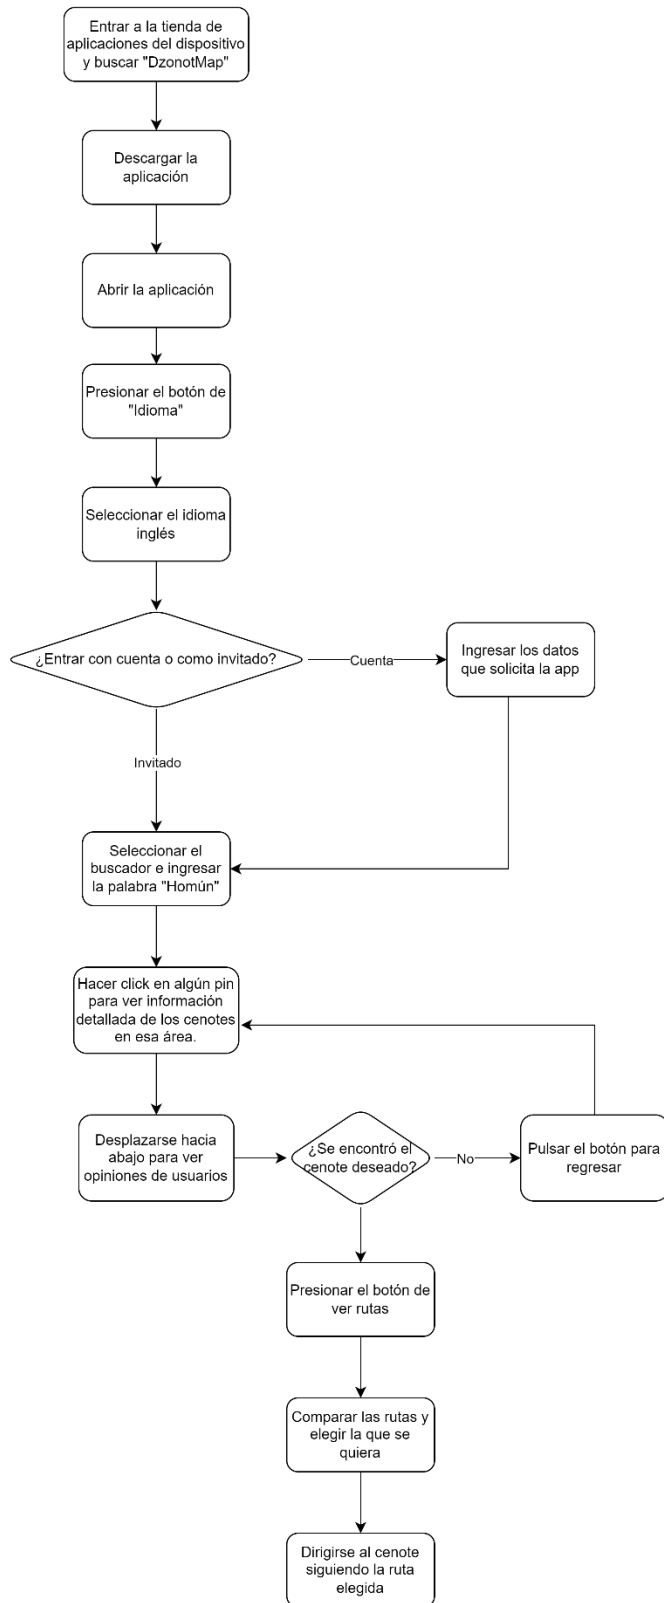 Entrar a la tienda de
aplicaciones del dispositivo
y buscar "DzonotMap"
Descargar la
aplicación
Abrir la aplicación
Presionar el botón de
"Idioma"
Seleccionar el idioma
inglés
¿Entrar con cuenta o como invitado?
Cuenta
Ingresar los datos
que solicita la app
Invitado
Seleccionar el
buscador e ingresar
la palabra "Homún"
Hacer click en algún pin
para ver información
detallada de los cenotes
en esa área.
Desplazarse hacia
abajo para ver
opiniones de usuarios
¿Se encontró el
cenote deseado?
No
Pulsar el botón para
regresar
Presionar el botón de
ver rutas
Comparar las rutas y
elegir la que se
quiera
Dirigirse al cenote
siguiendo la ruta
elegida